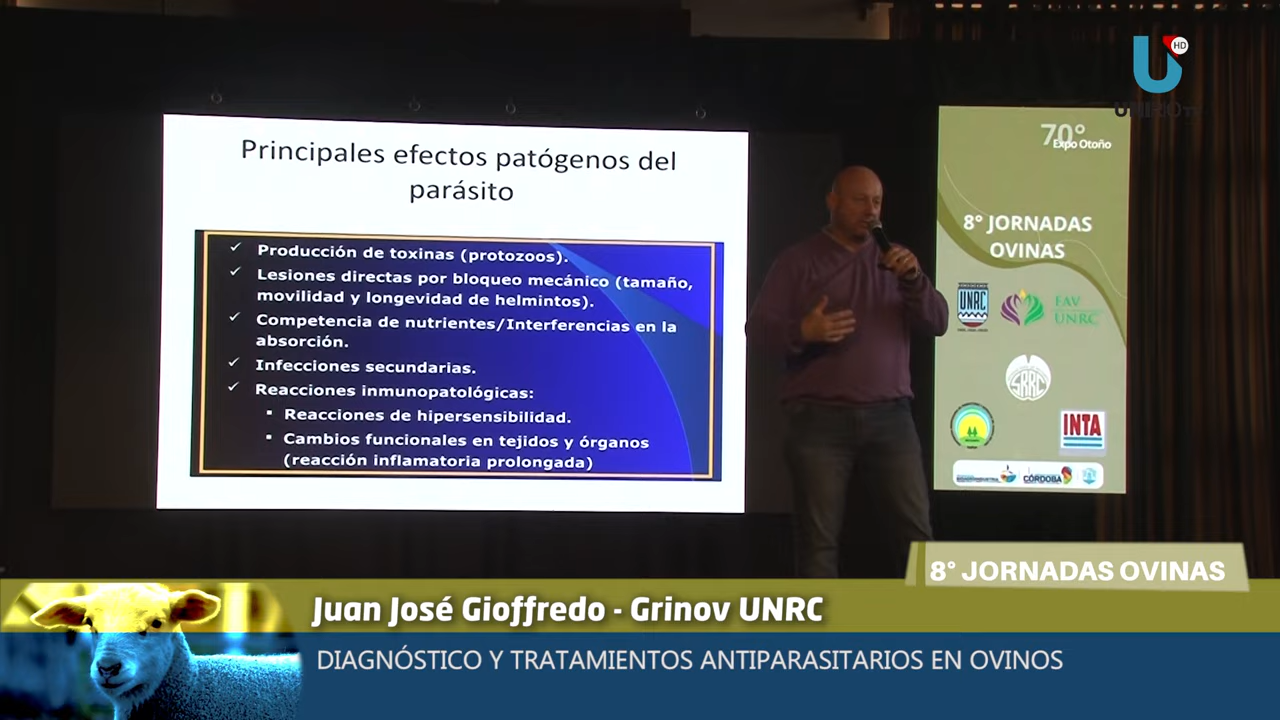 HD
UNIRIO TV
Principales efectos patógenos del
parásito
Producción de toxinas (protozoos).
Lesiones directas por bloqueo mecánico (tamaño,
movilidad y longevidad de helmintos).
Competencia de nutrientes/Interferencias en la
absorción.
Infecciones secundarias.
Reacciones inmunopatológicas:
Reacciones de hipersensibilidad.
Cambios funcionales en tejidos y órganos
(reacción inflamatoria prolongada)
70°
Expo Otoño
8° JORNADAS
OVINAS
UNRC
FAV
UNRC
SRRC
INTA
CÓRDOBA
8° JORNADAS OVINAS
Juan José Gioffredo - Grinov UNRC
DIAGNÓSTICO Y TRATAMIENTOS ANTIPARASITARIOS EN OVINOS